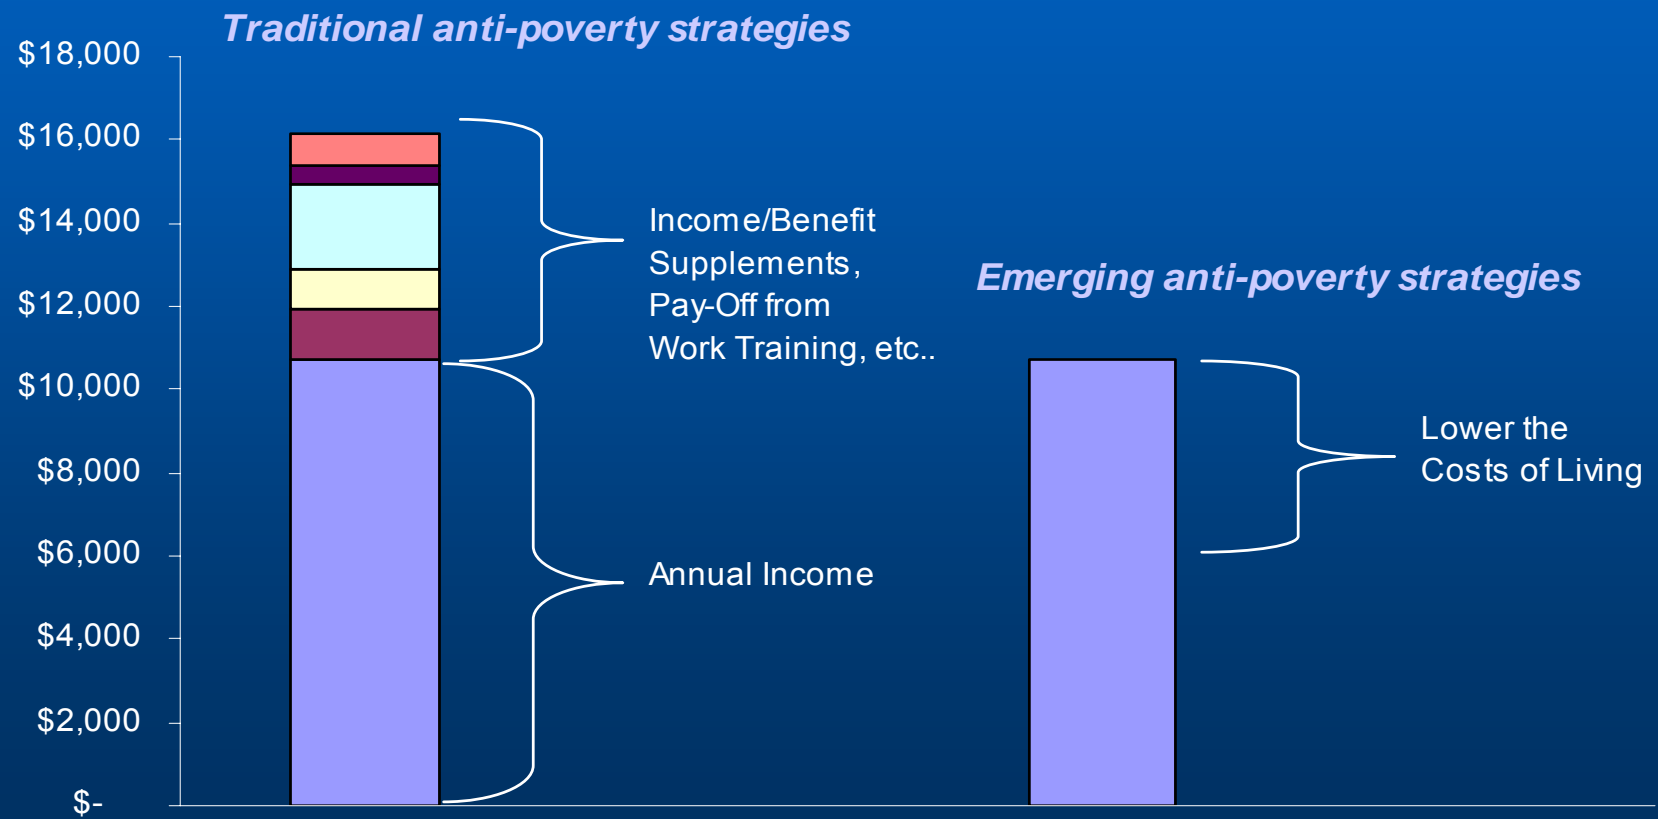 Traditional anti-poverty strategies
$18,000
$16,000
$14,000
$12,000
$10,000
$8,000
$6,000
$4,000
$2,000
$-
Income/Benefit
Supplements,
Pay-Off from
Work Training, etc..
Annual Income
Emerging anti-poverty strategies
Lower the
Costs of Living